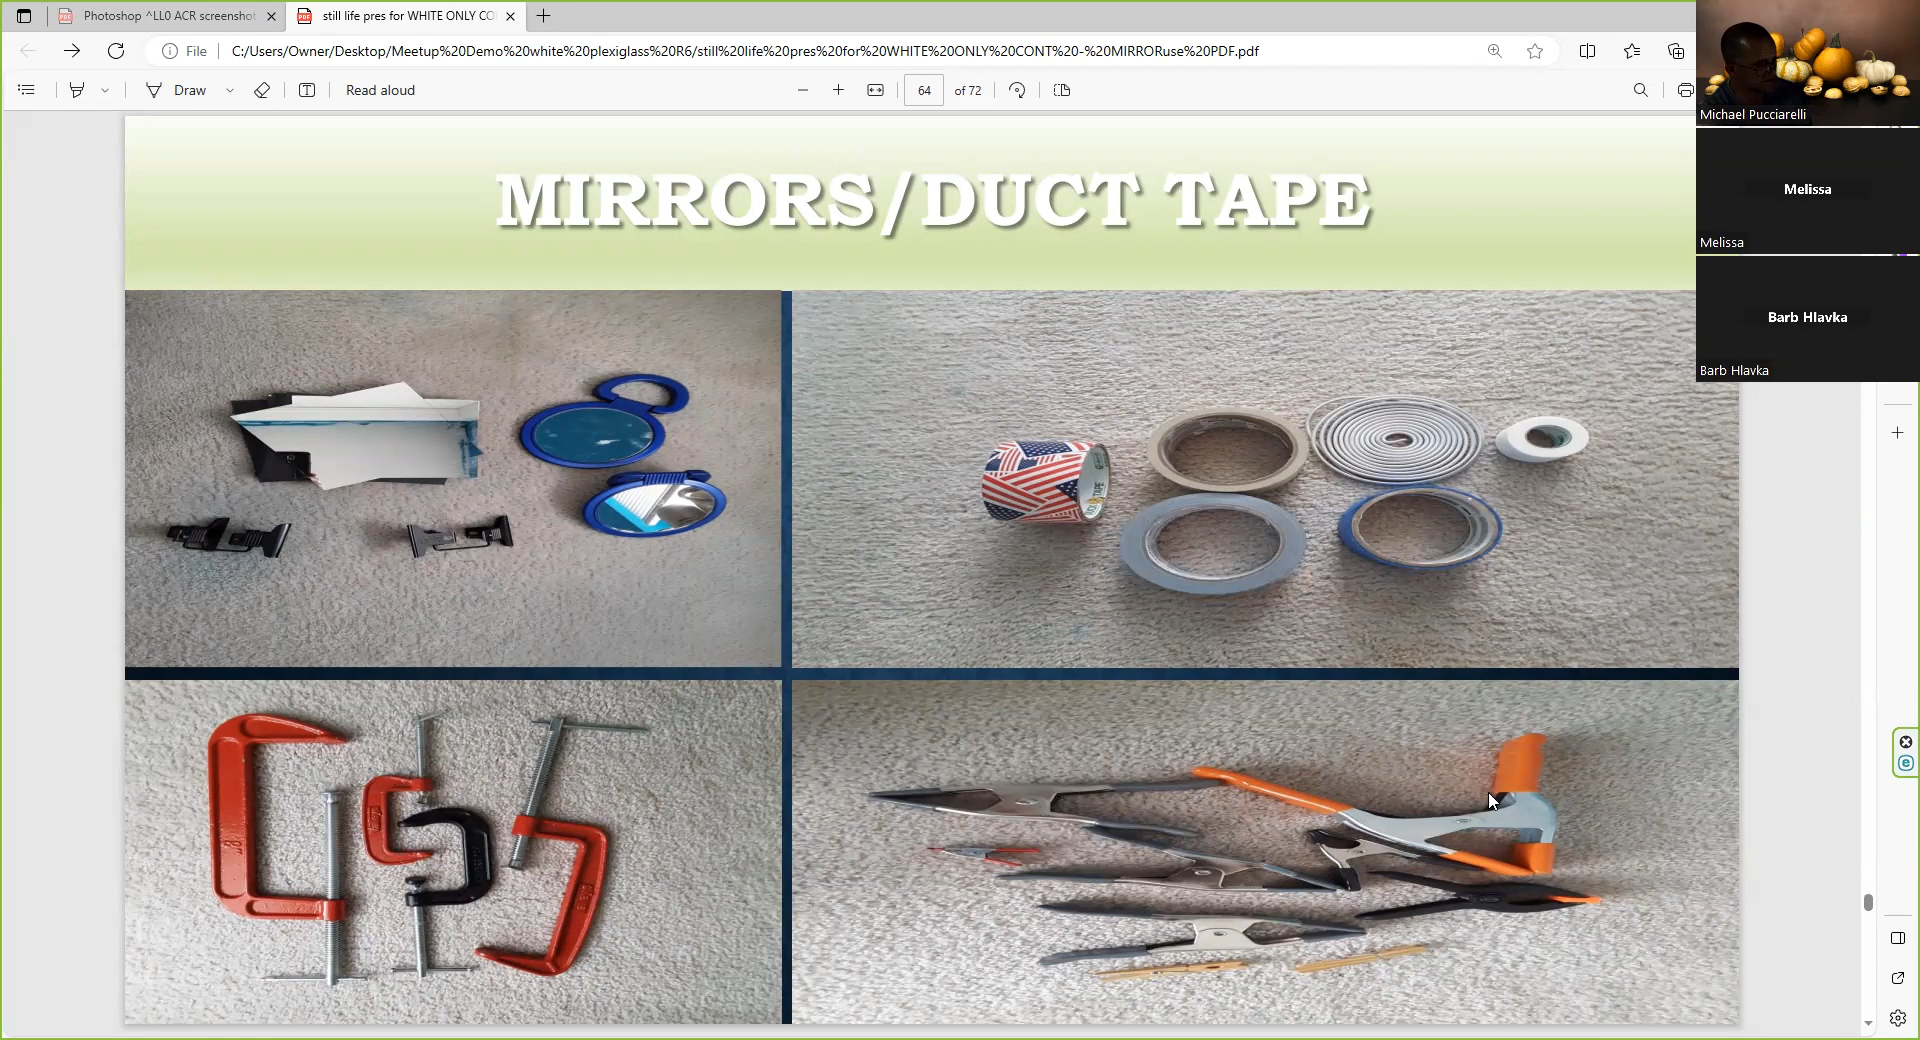 Photoshop ^LL0 ACR screenshot
still life pres for WHITE ONLY CO
File
C:/Users/Owner/Desktop/Meetup%20Demo%20white%20plexiglass%20R6/still%20life%20pres%20for%20WHITE%20ONLY%20CONT%20-%20MIRRORuse%20PDF.pdf
Draw
Read aloud
64
of 72
MIRRORS/DUCT TAPE
Michael Pucciarelli
Melissa
Melissa
Barb Hlavka
Barb Hlavka